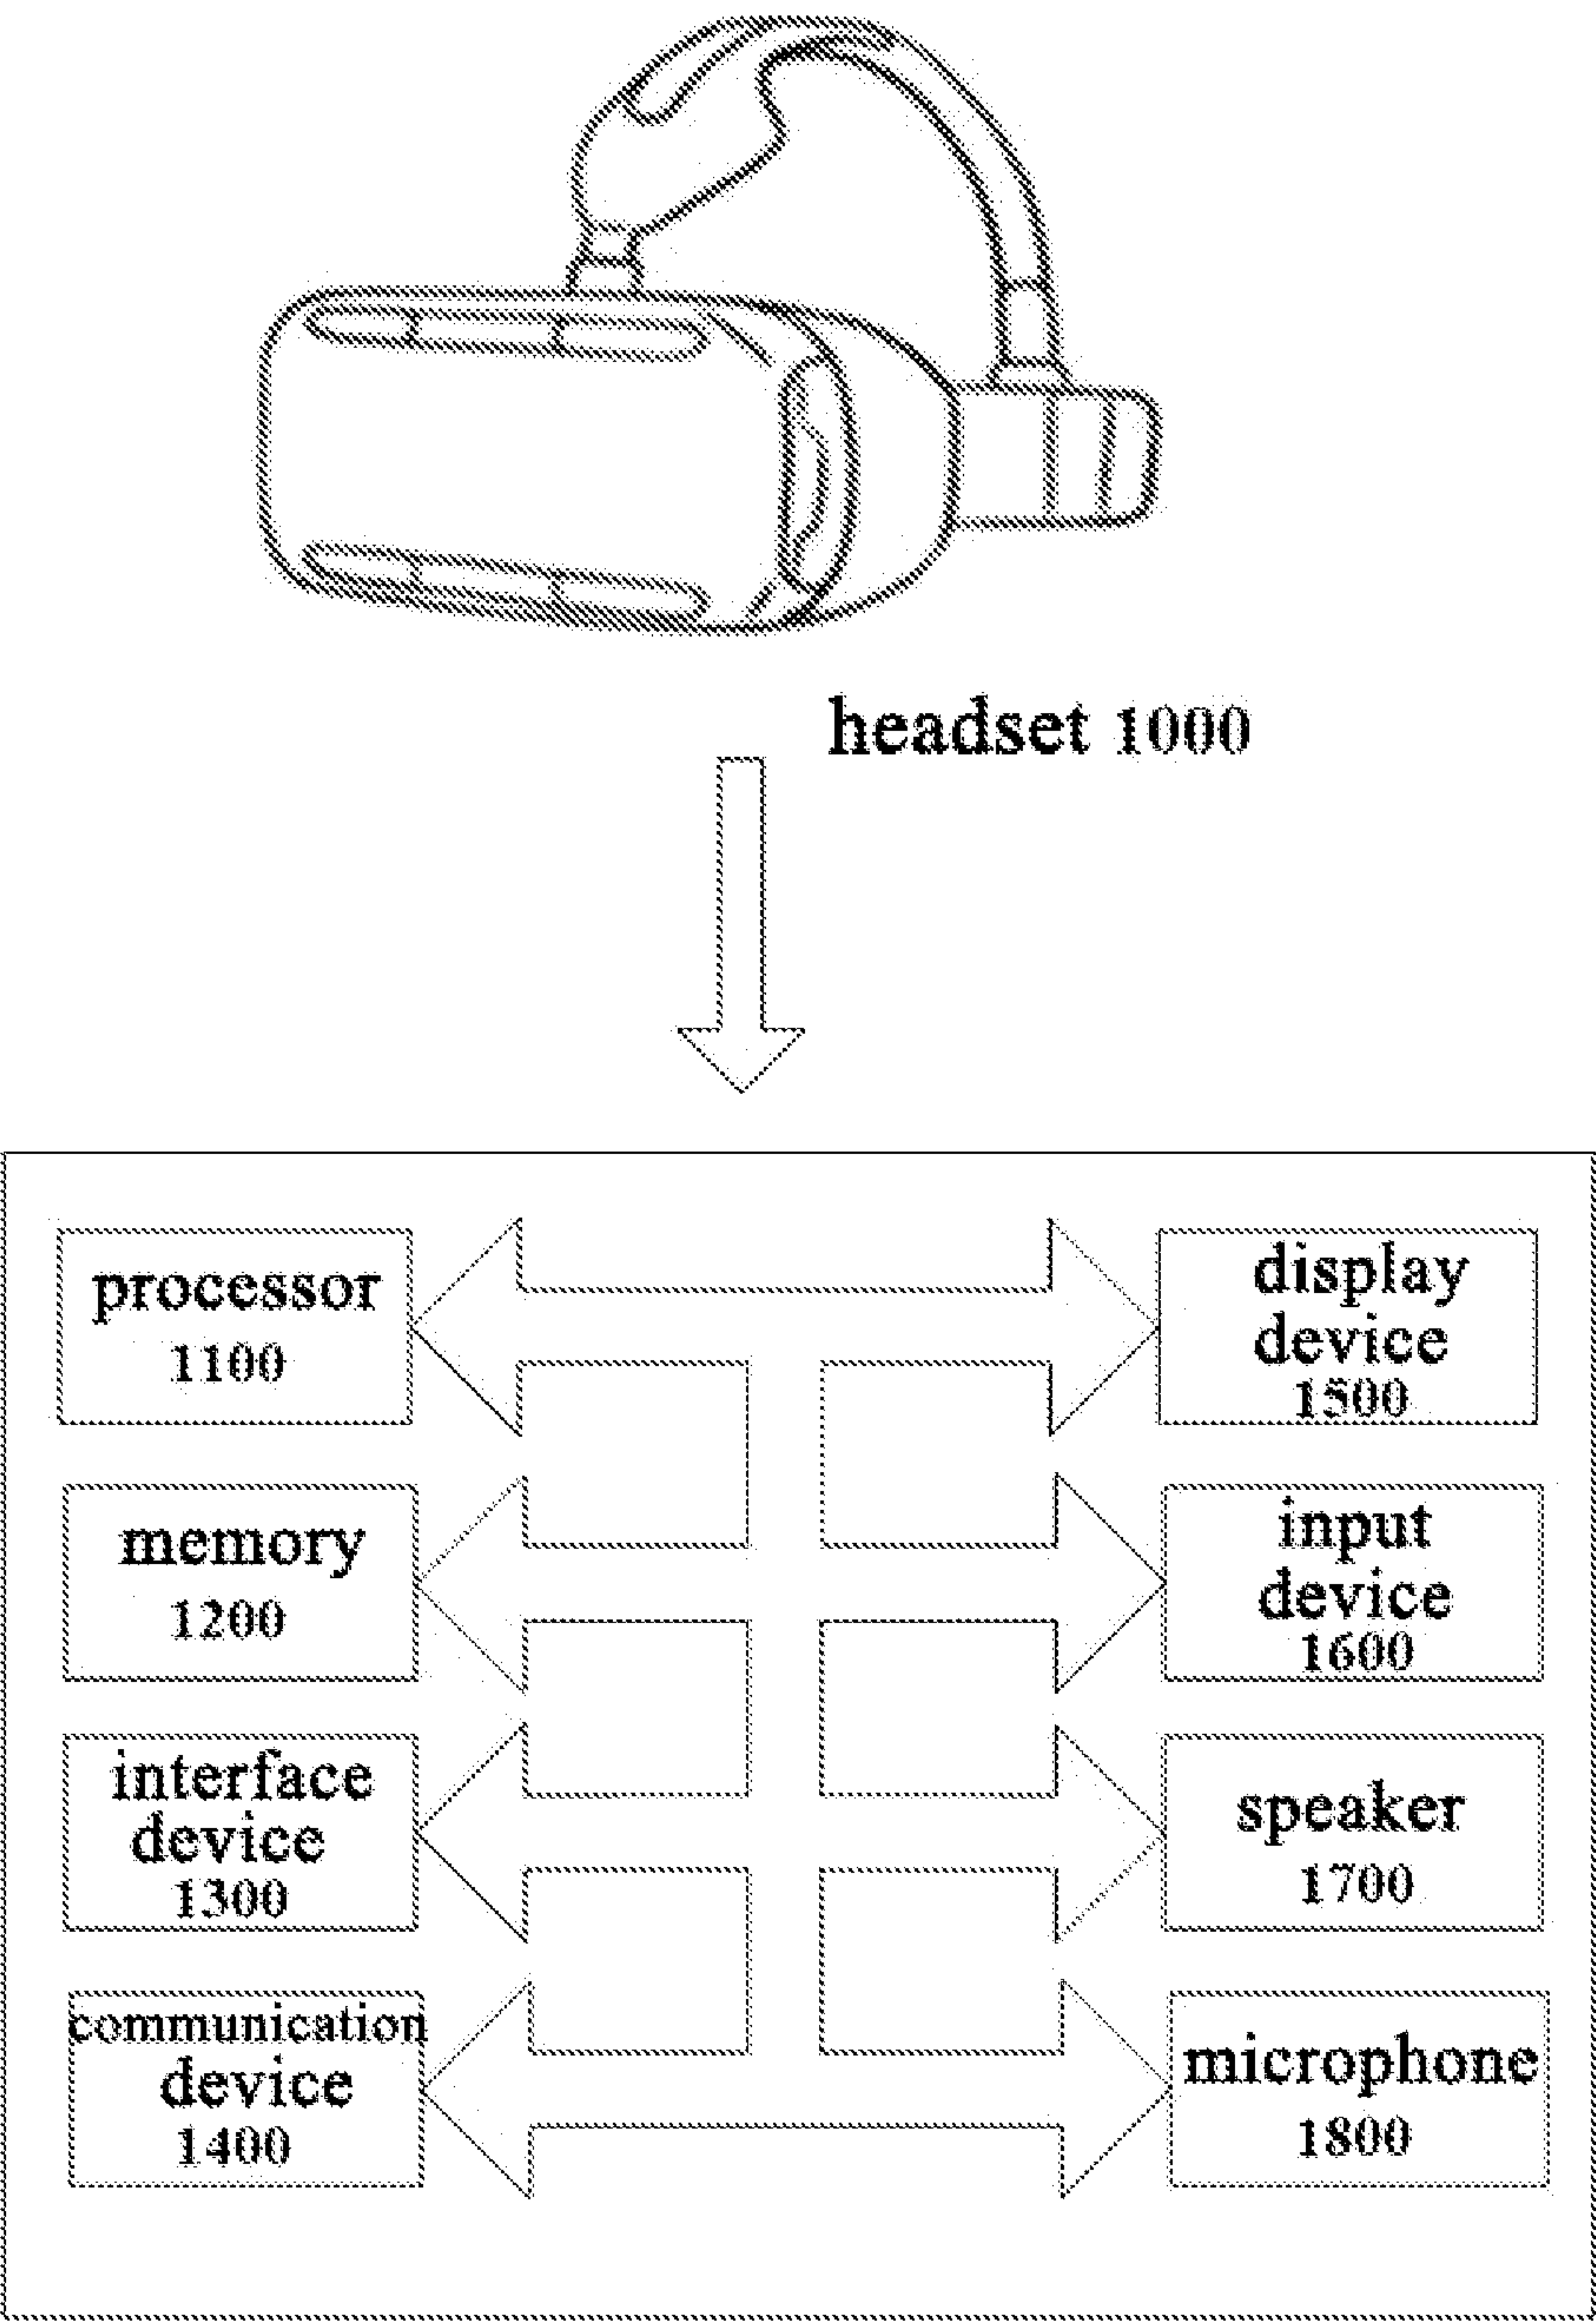 headset 1000
processor
1100
display
device
1500
memory
1200
input
device
1600
interface
device
1300
speaker
1700
communication
device
1400
microphone
1800